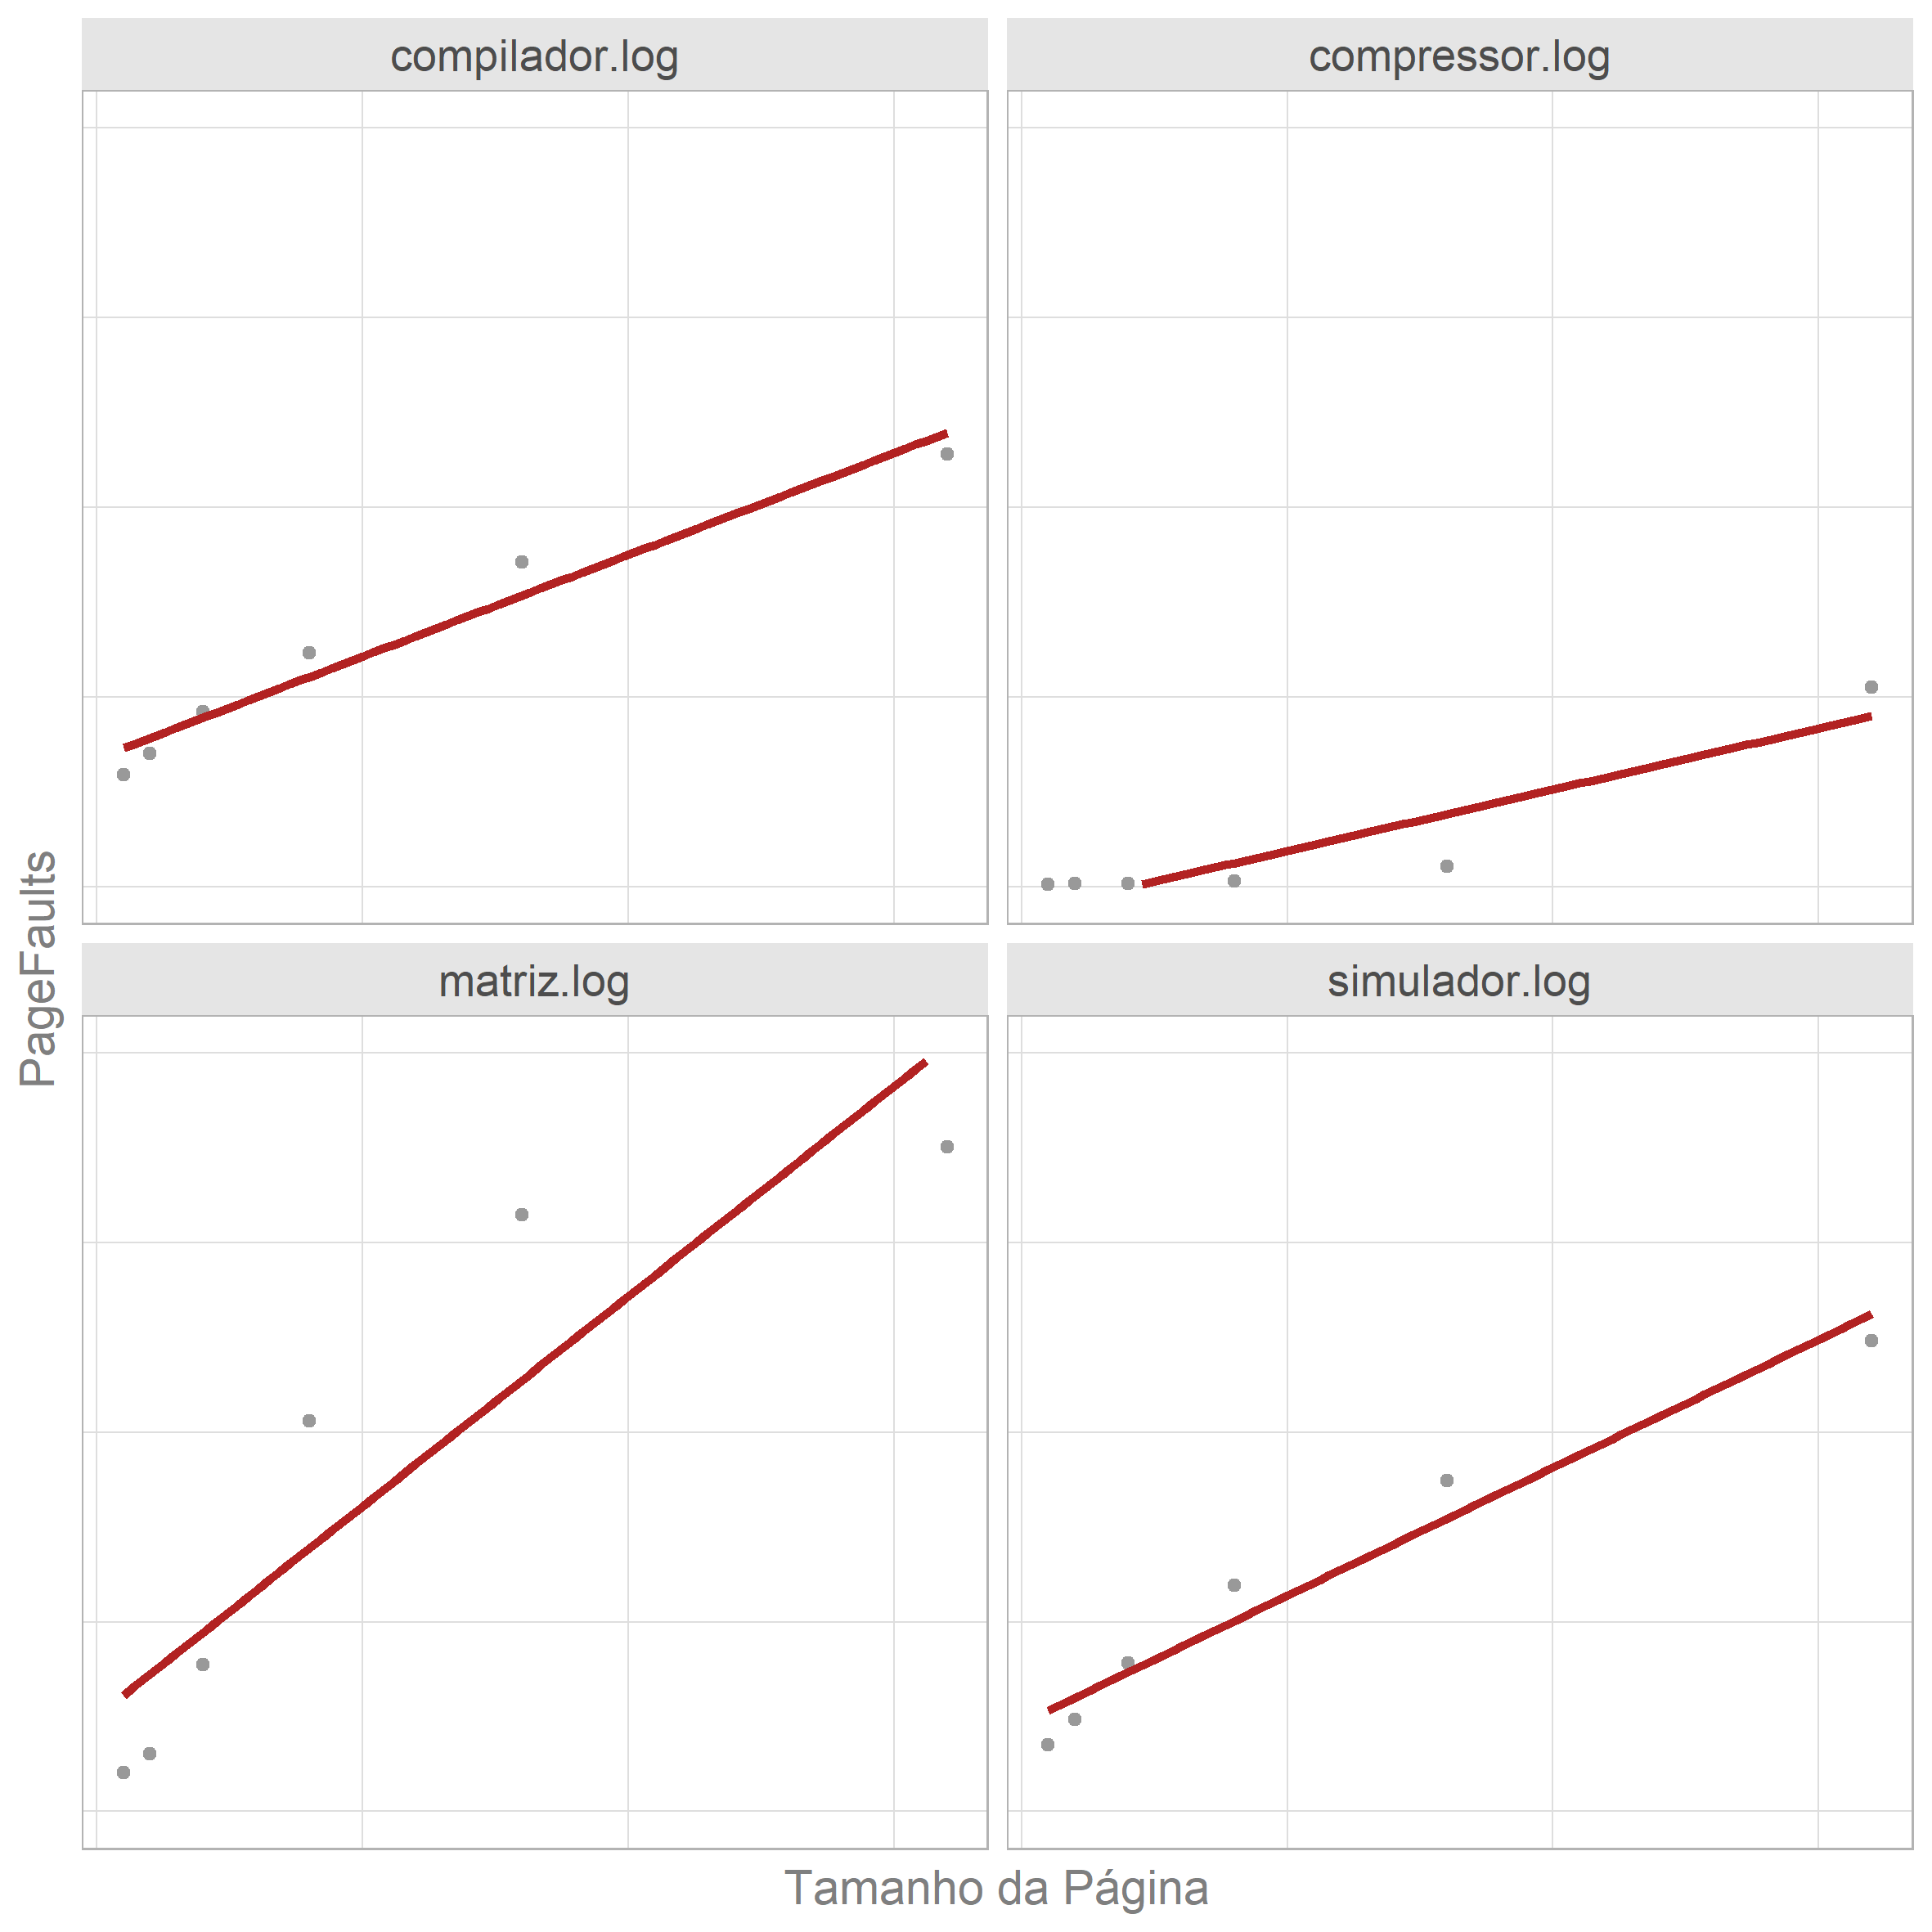 compilador.log
compressor.log
PageFaults
matriz.log
simulador.log
Tamanho da Página